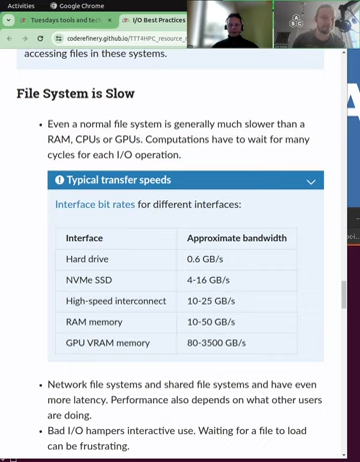 Activities
Google Chrome
Tuesdays tools and tec
I/O Best Practices
coderefinery.github.io/TTT4HPC_resource_
accessing files in these systems.
File System is Slow
Even a normal file system is generally much slower than a
RAM, CPUs or GPUs. Computations have to wait for many
cycles for each I/O operation.
Typical transfer speeds
Interface bit rates for different interfaces:
Interface Approximate bandwidth
Hard drive 0.6 GB/s
NVMe SSD 4-16 GB/s
High-speed interconnect 10-25 GB/s
RAM memory 10-50 GB/s
GPU VRAM memory 80-3500 GB/s
Network file systems and shared file systems and have even
more latency. Performance also depends on what other users
are doing.
Bad I/O hampers interactive use. Waiting for a file to load
can be frustrating.